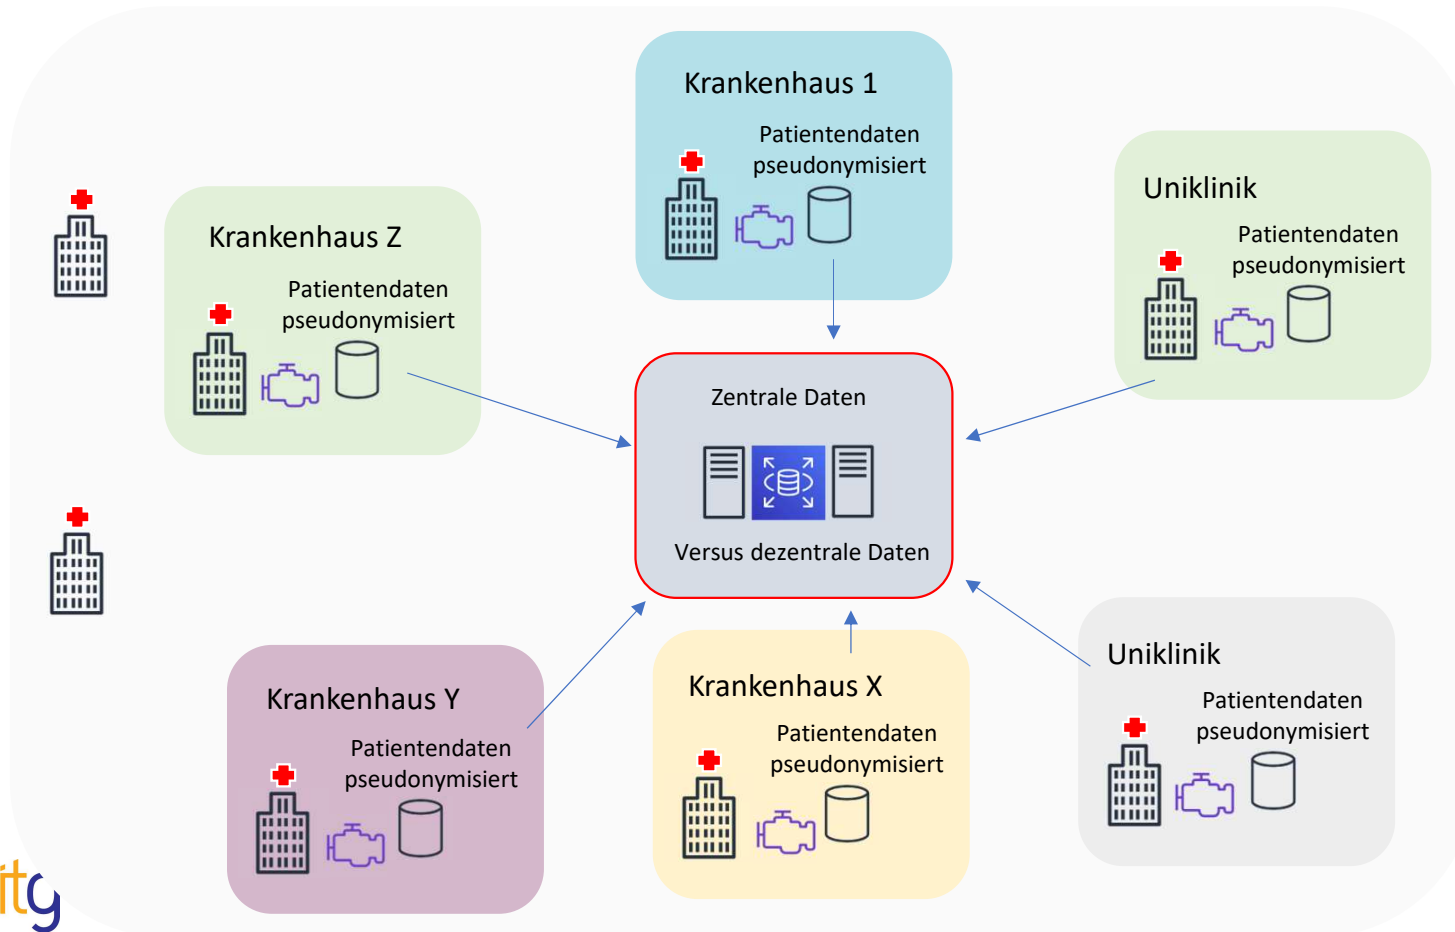 Krankenhaus 1
Patientendaten
pseudonymisiert
Uniklinik
Patientendaten
pseudonymisiert
Krankenhaus Z
Patientendaten
pseudonymisiert
Zentrale Daten
Versus dezentrale Daten
Uniklinik
Patientendaten
pseudonymisiert
Krankenhaus Y
Patientendaten
pseudonymisiert
Krankenhaus X
Patientendaten
pseudonymisiert
itg